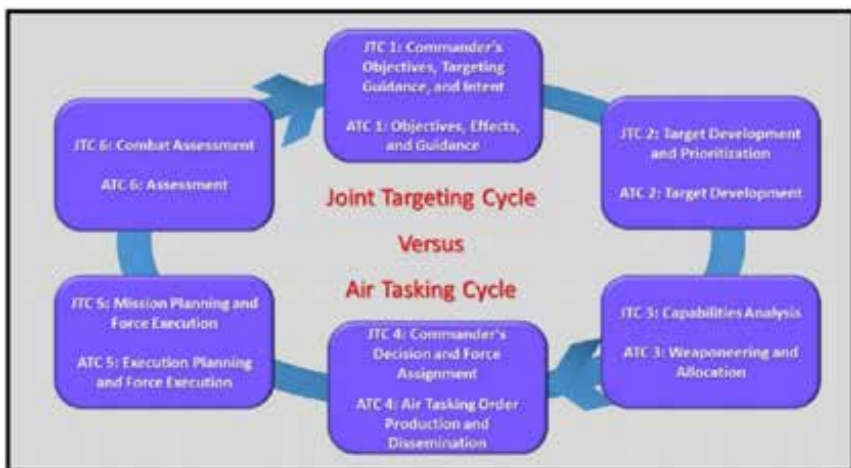 JTC 1: Commander's
Objectives, Targeting
Guidance, and Intent
ATC 1: Objectives, Effects,
and Guidance
JTC 2: Target Development
and Prioritization
ATC 2: Target Development
JTC 3: Capabilities Analysis
ATC 3: Weaponeering and
Allocation
JTC 4: Commander's
Decision and Force
Assignment
ATC 4: Air Tasking Order
Production and
Dissemination
JTC 5: Mission Planning and
Force Execution
ATC 5: Execution Planning
and Force Execution
JTC 6: Combat Assessment
ATC 6: Assessment
Joint Targeting Cycle
Versus
Air Tasking Cycle